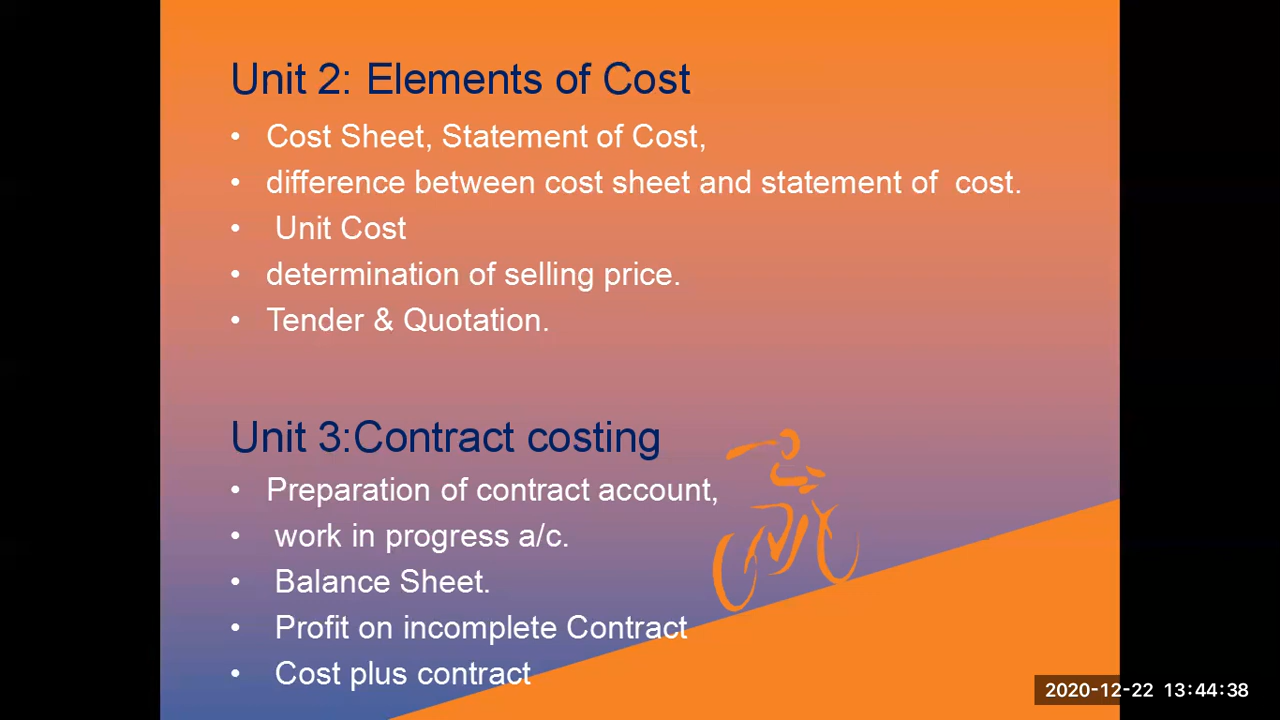 Unit 2: Elements of Cost
• Cost Sheet, Statement of Cost,
• difference between cost sheet and statement of  cost.
• Unit Cost
• determination of selling price.
• Tender & Quotation.
Unit 3:Contract costing
• Preparation of contract account,
• work in progress a/c.
• Balance Sheet.
• Profit on incomplete Contract
• Cost plus contract
2020-12-22 13:44:38